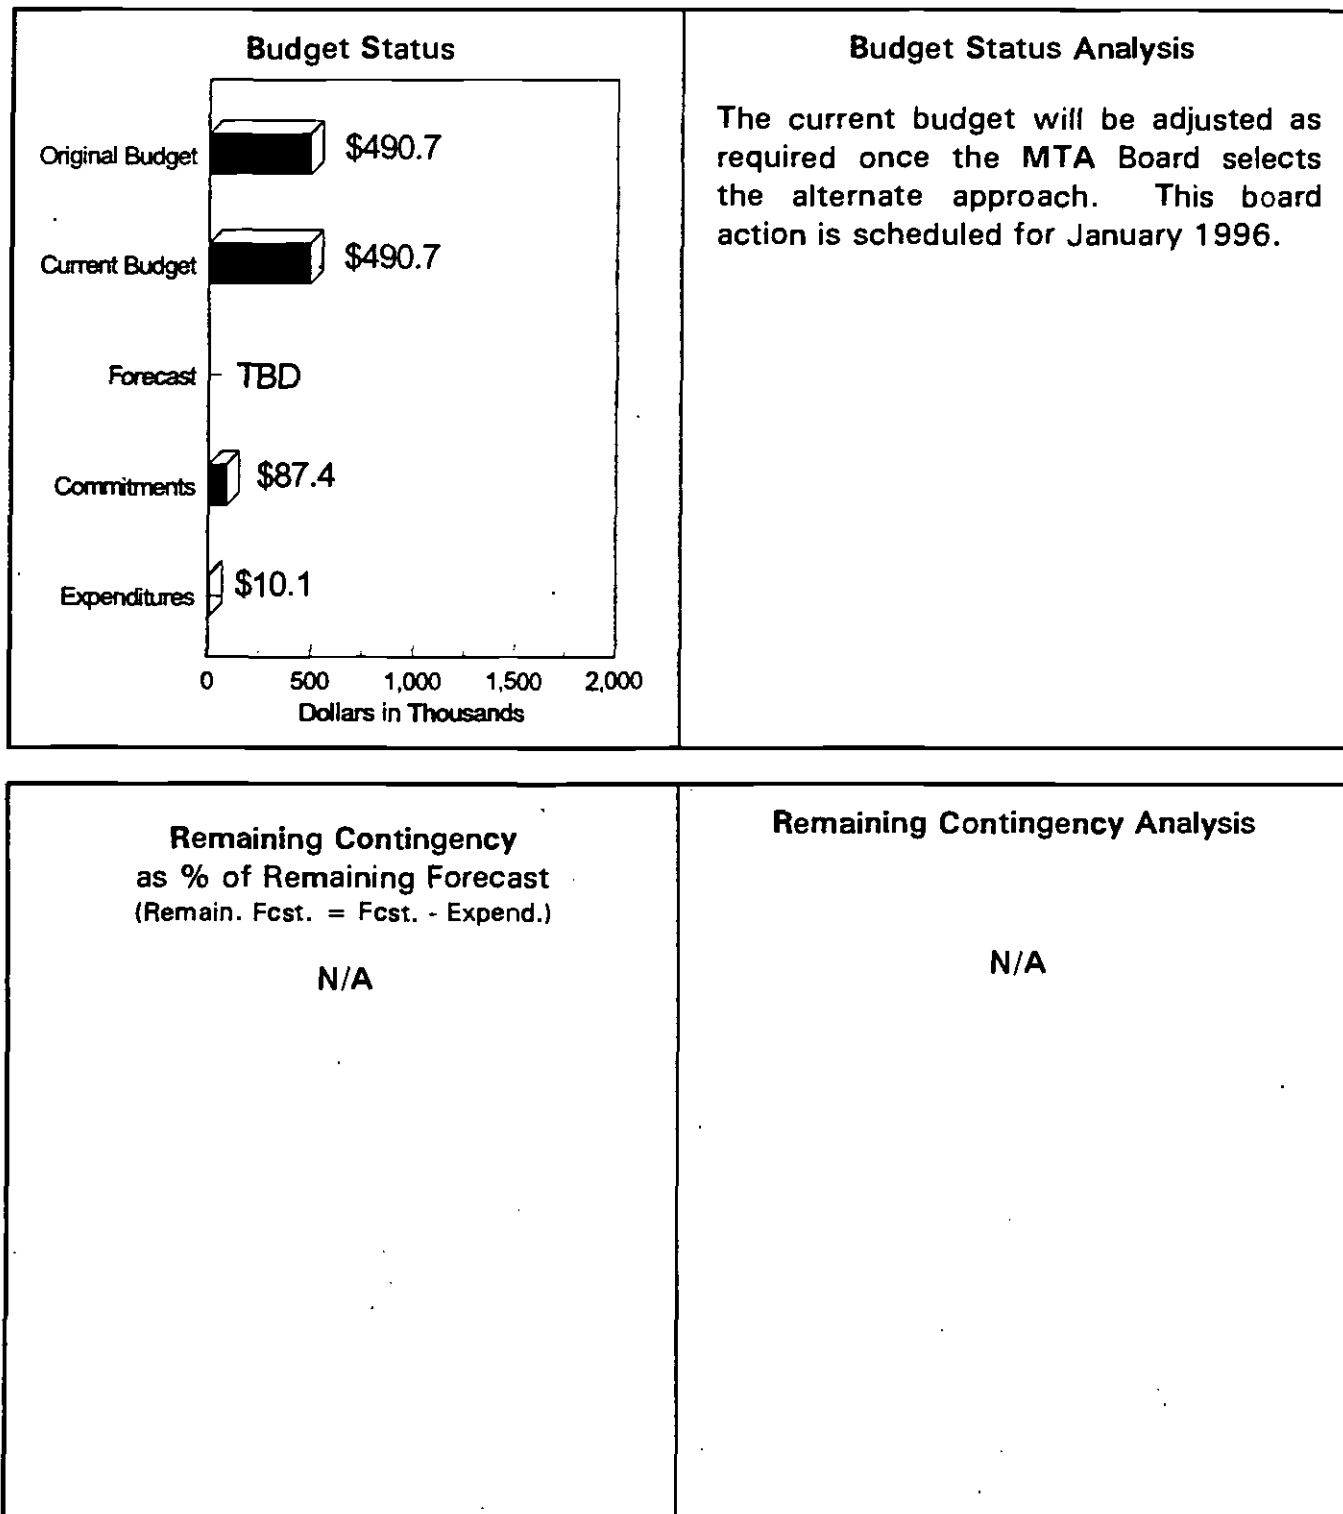 Budget Status
Original Budget
$490.7
Current Budget
$490.7
Forecast
TBD
Commitments
$87.4
Expenditures
$10.1
0 500 1,000 1,500 2,000
Dollars in Thousands
Budget Status Analysis
The current budget will be adjusted as
required once the MTA Board selects
the alternate approach. This board
action is scheduled for January 1996.
Remaining Contingency
as % of Remaining Forecast
(Remain. Fcst. = Fcst. - Expend.)
N/A
Remaining Contingency Analysis
N/A